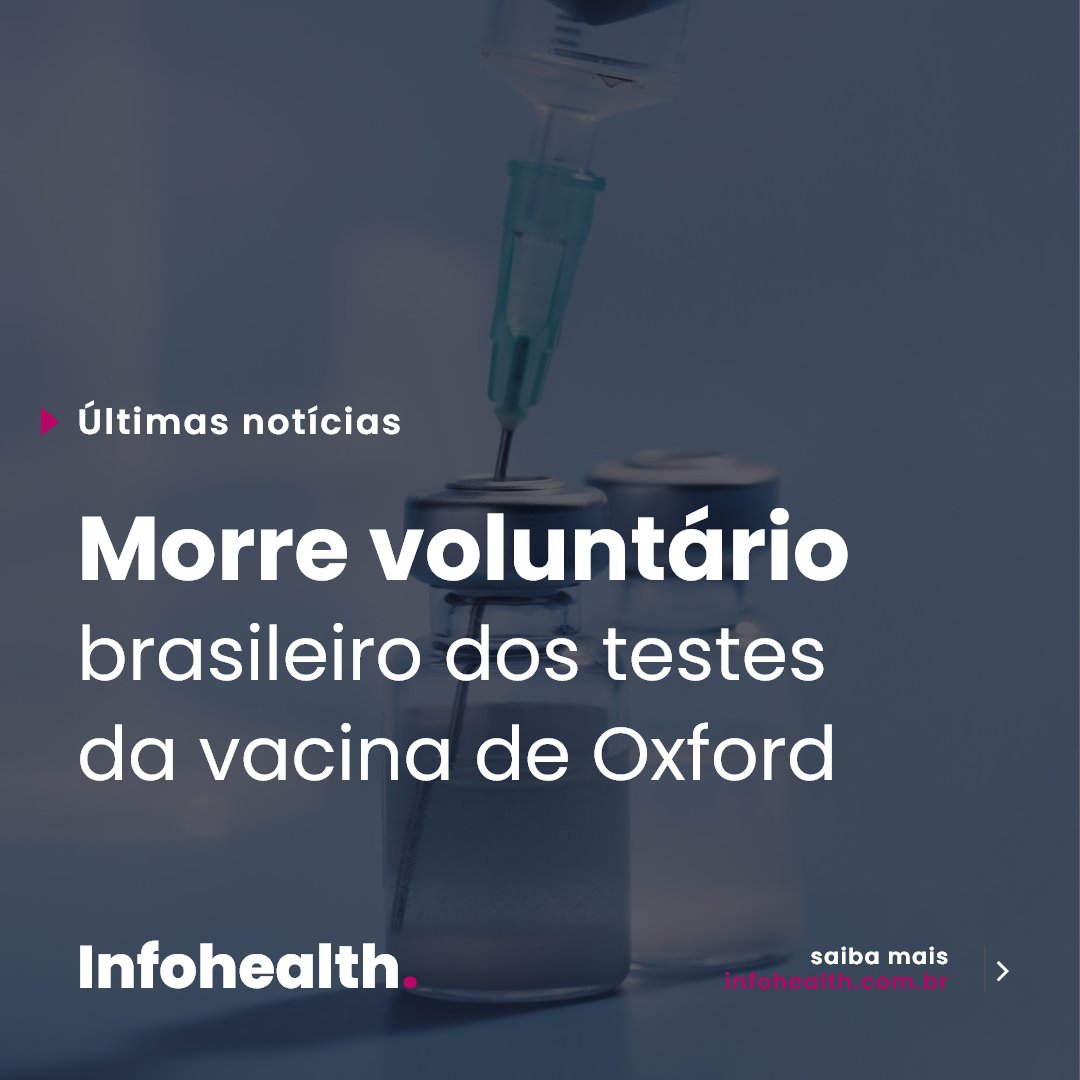 Últimas notícias
Morre voluntário
brasileiro dos testes
da vacina de Oxford
Infohealth.
saiba mais
infohealth.com.br